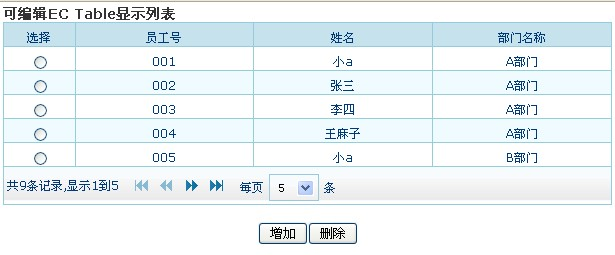 可编辑EC Table显示列表
选择 员工号 姓名 部门名称
001 小a A部门
002 张三 A部门
003 李四 A部门
004 王麻子 A部门
005 小a B部门
共9条记录,显示1到5 每页 5 条
增加 删除